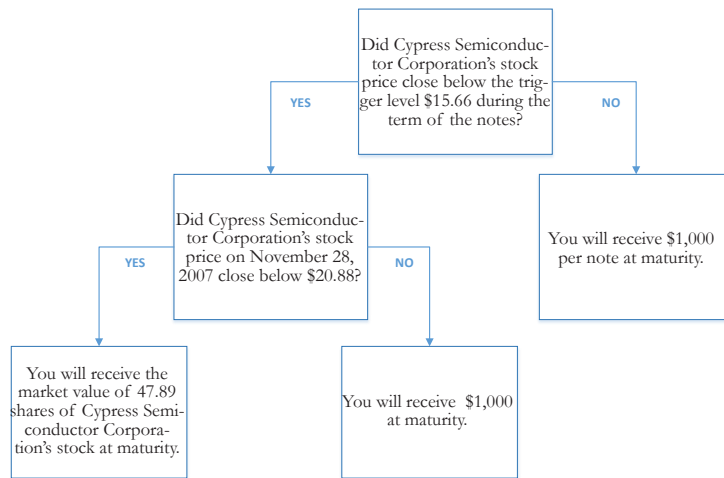 Did Cypress Semiconduc-
tor Corporation's stock
price close below the trig-
ger level $15.66 during the
term of the notes?
YES
NO
Did Cypress Semiconduc-
tor Corporation's stock
price on November 28,
2007 close below $20.88?
You will receive $1,000
per note at maturity.
YES
NO
You will receive the
market value of 47.89
shares of Cypress Semi-
conductor Corpora-
tion's stock at maturity.
You will receive $1,000
at maturity.